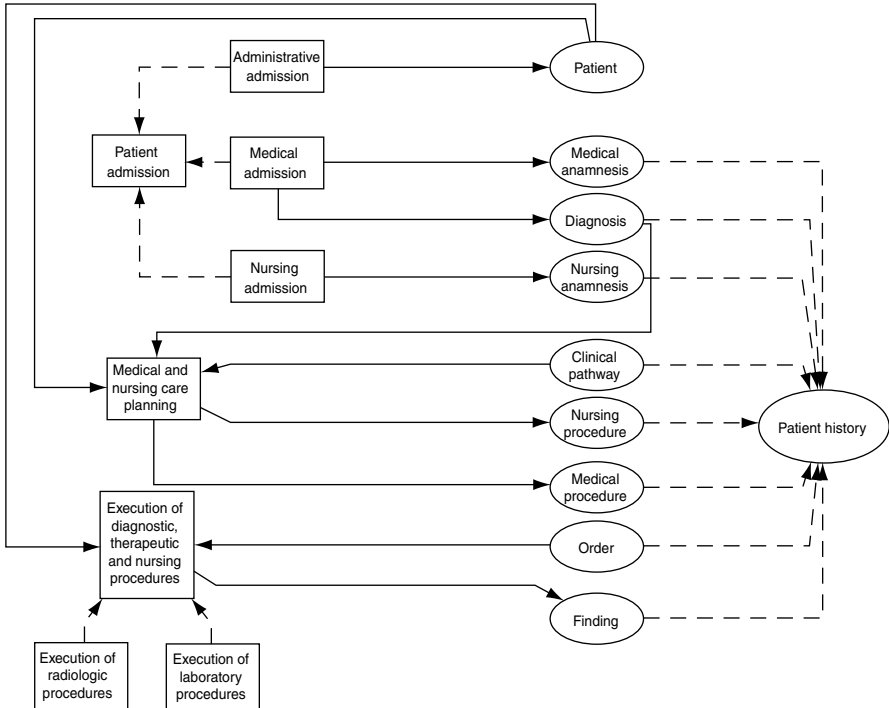 Administrative
admission
Patient
Patient
admission
Medical
admission
Medical
anamnesis
Diagnosis
Nursing
admission
Nursing
anamnesis
Medical and
nursing care
planning
Clinical
pathway
Nursing
procedure
Patient history
Medical
procedure
Execution of
diagnostic,
therapeutic
and nursing
procedures
Order
Finding
Execution of
radiologic
procedures
Execution of
laboratory
procedures